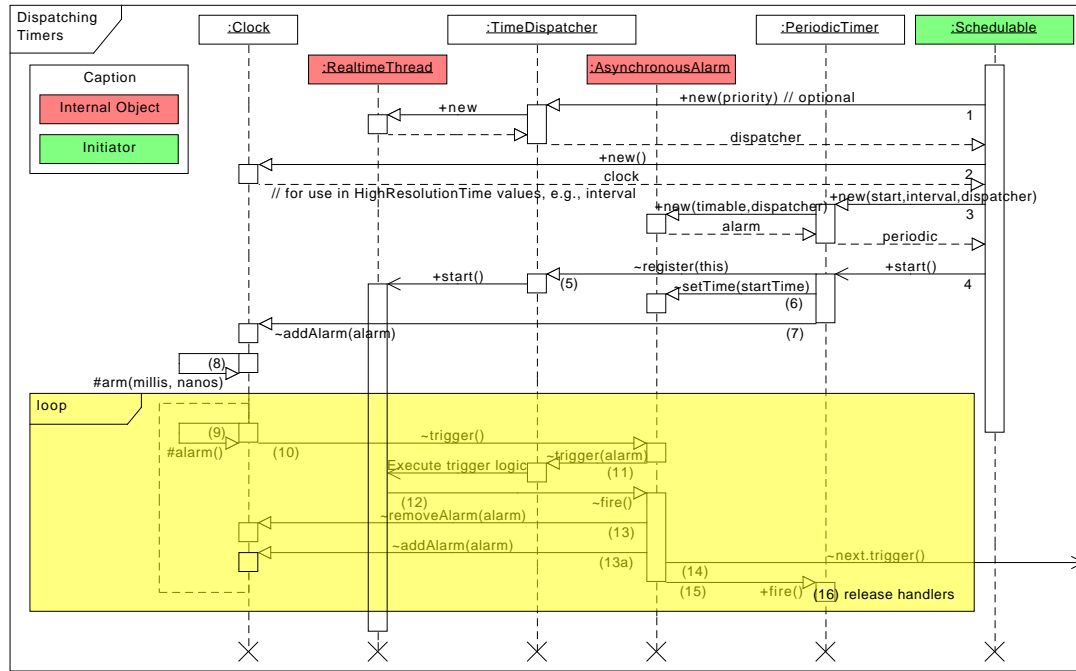 Dispatching
Timers
:Clock
:TimeDispatcher
:PeriodicTimer
:Schedulable
:RealtimeThread
:AsynchronousAlarm
Caption
Internal Object
Initiator
+new(priority) // optional
1
+new
dispatcher
+new()
2
clock
// for use in HighResolutionTime values, e.g., interval
+new(start,interval,dispatcher)
3
+new(timable,dispatcher)
alarm
periodic
+start()
4
~register(this)
(5)
+start()
~setTime(startTime)
(6)
~addAlarm(alarm)
(7)
(8)
#arm(millis, nanos)
loop
(9)
#alarm()
(10)
~trigger()
~trigger(alarm)
(11)
Execute trigger logic
(12)
~fire()
~removeAlarm(alarm)
(13)
~addAlarm(alarm)
(13a)
~next.trigger()
(14)
(15)
+fire()
(16) release handlers